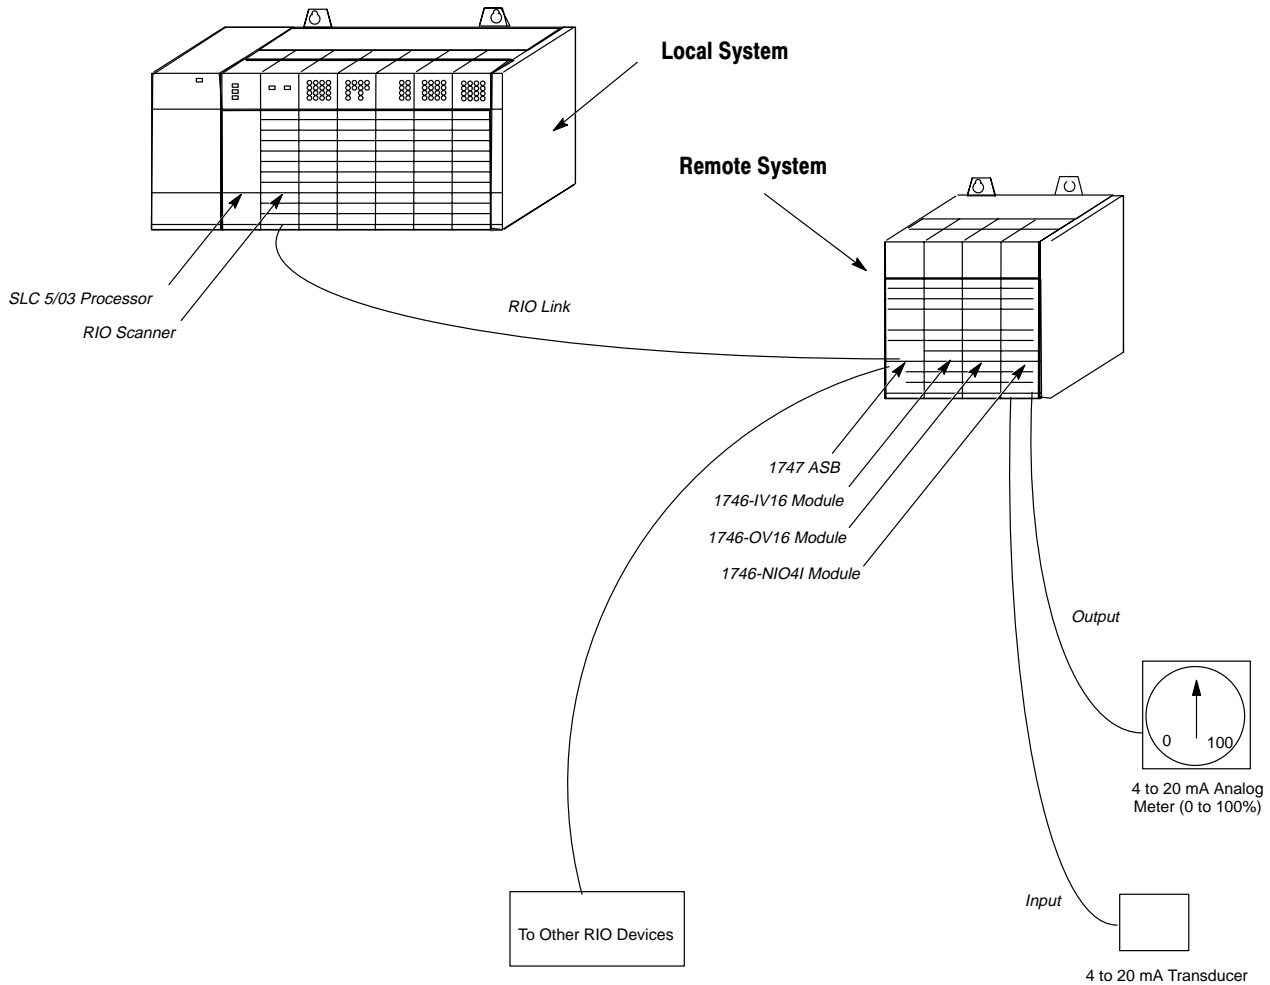 Local System
Remote System
SLC 5/03 Processor
RIO Scanner
RIO Link
1747 ASB
1746-IV16 Module
1746-OV16 Module
1746-NIO4I Module
Output
0
100
4 to 20 mA Analog
Meter (0 to 100%)
Input
To Other RIO Devices
4 to 20 mA Transducer